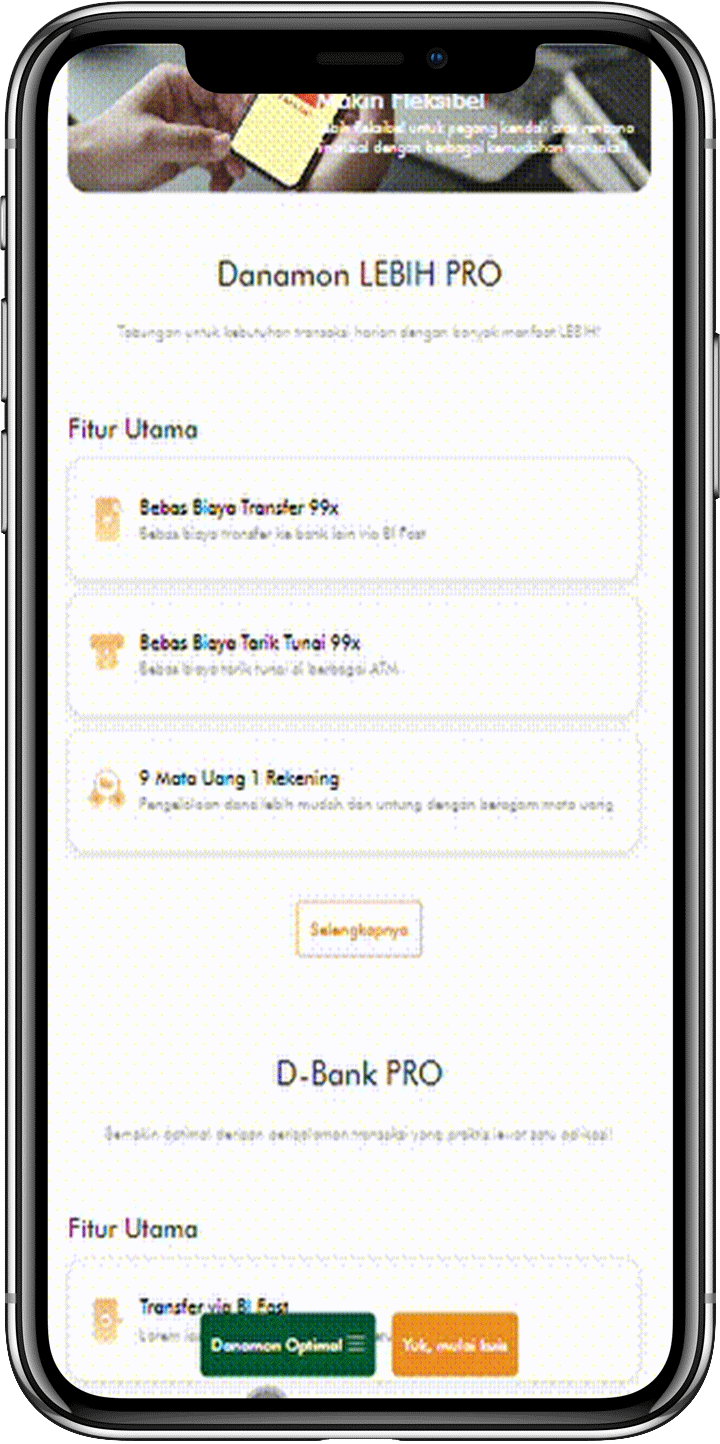 Makin Fleksibel
fleksibel untuk pegang kendali atas rencana
finansial dengan berbagai kemudahan transaksi!
Danamon LEBIH PRO
Tabungan untuk kebutuhan transaksi harian dengan banyak manfaat LEBIH!
Fitur Utama
Bebas Biaya Transfer 99x
Bebas biaya transfer ke bank lain via BI Fast
Bebas Biaya Tarik Tunai 99x
Bebas biaya tarik tunai di berbagai ATM
9 Mata Uang 1 Rekening
Pengelolaan dana lebih mudah dan untung dengan beragam mata uang
Selengkapnya
D-Bank PRO
Semakin optimal dengan pengalaman transaksi yang praktis lewat satu aplikasi!
Fitur Utama
Transfer via BI Fast
Lorem
Danamon Optimal
Yuk, mulai kuis